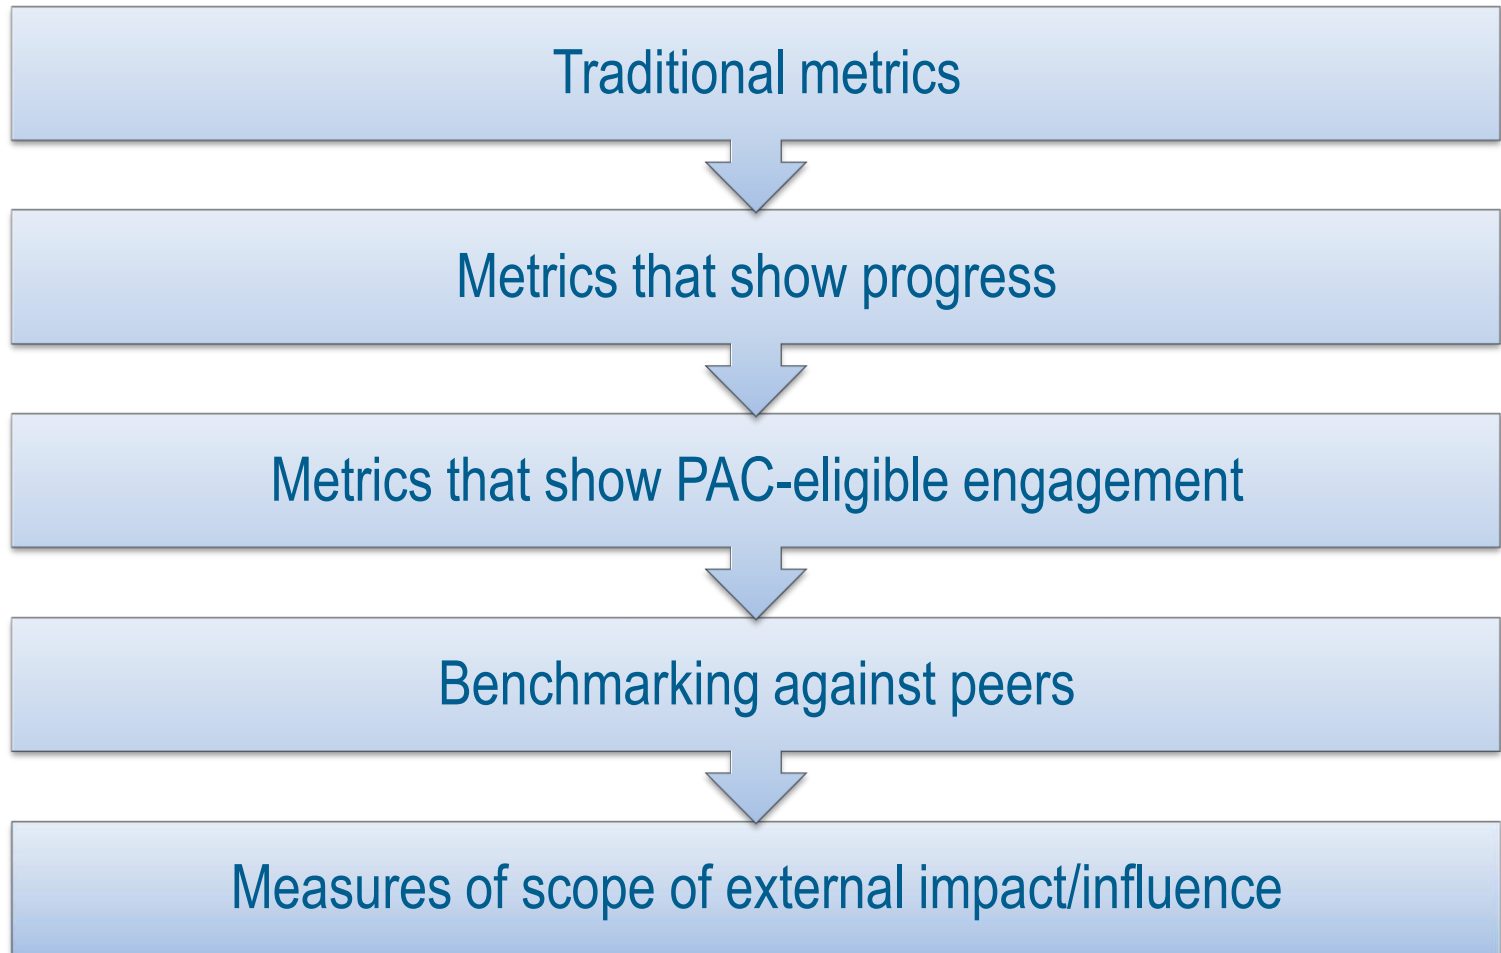 Traditional metrics
Metrics that show progress
Metrics that show PAC-eligible engagement
Benchmarking against peers
Measures of scope of external impact/influence